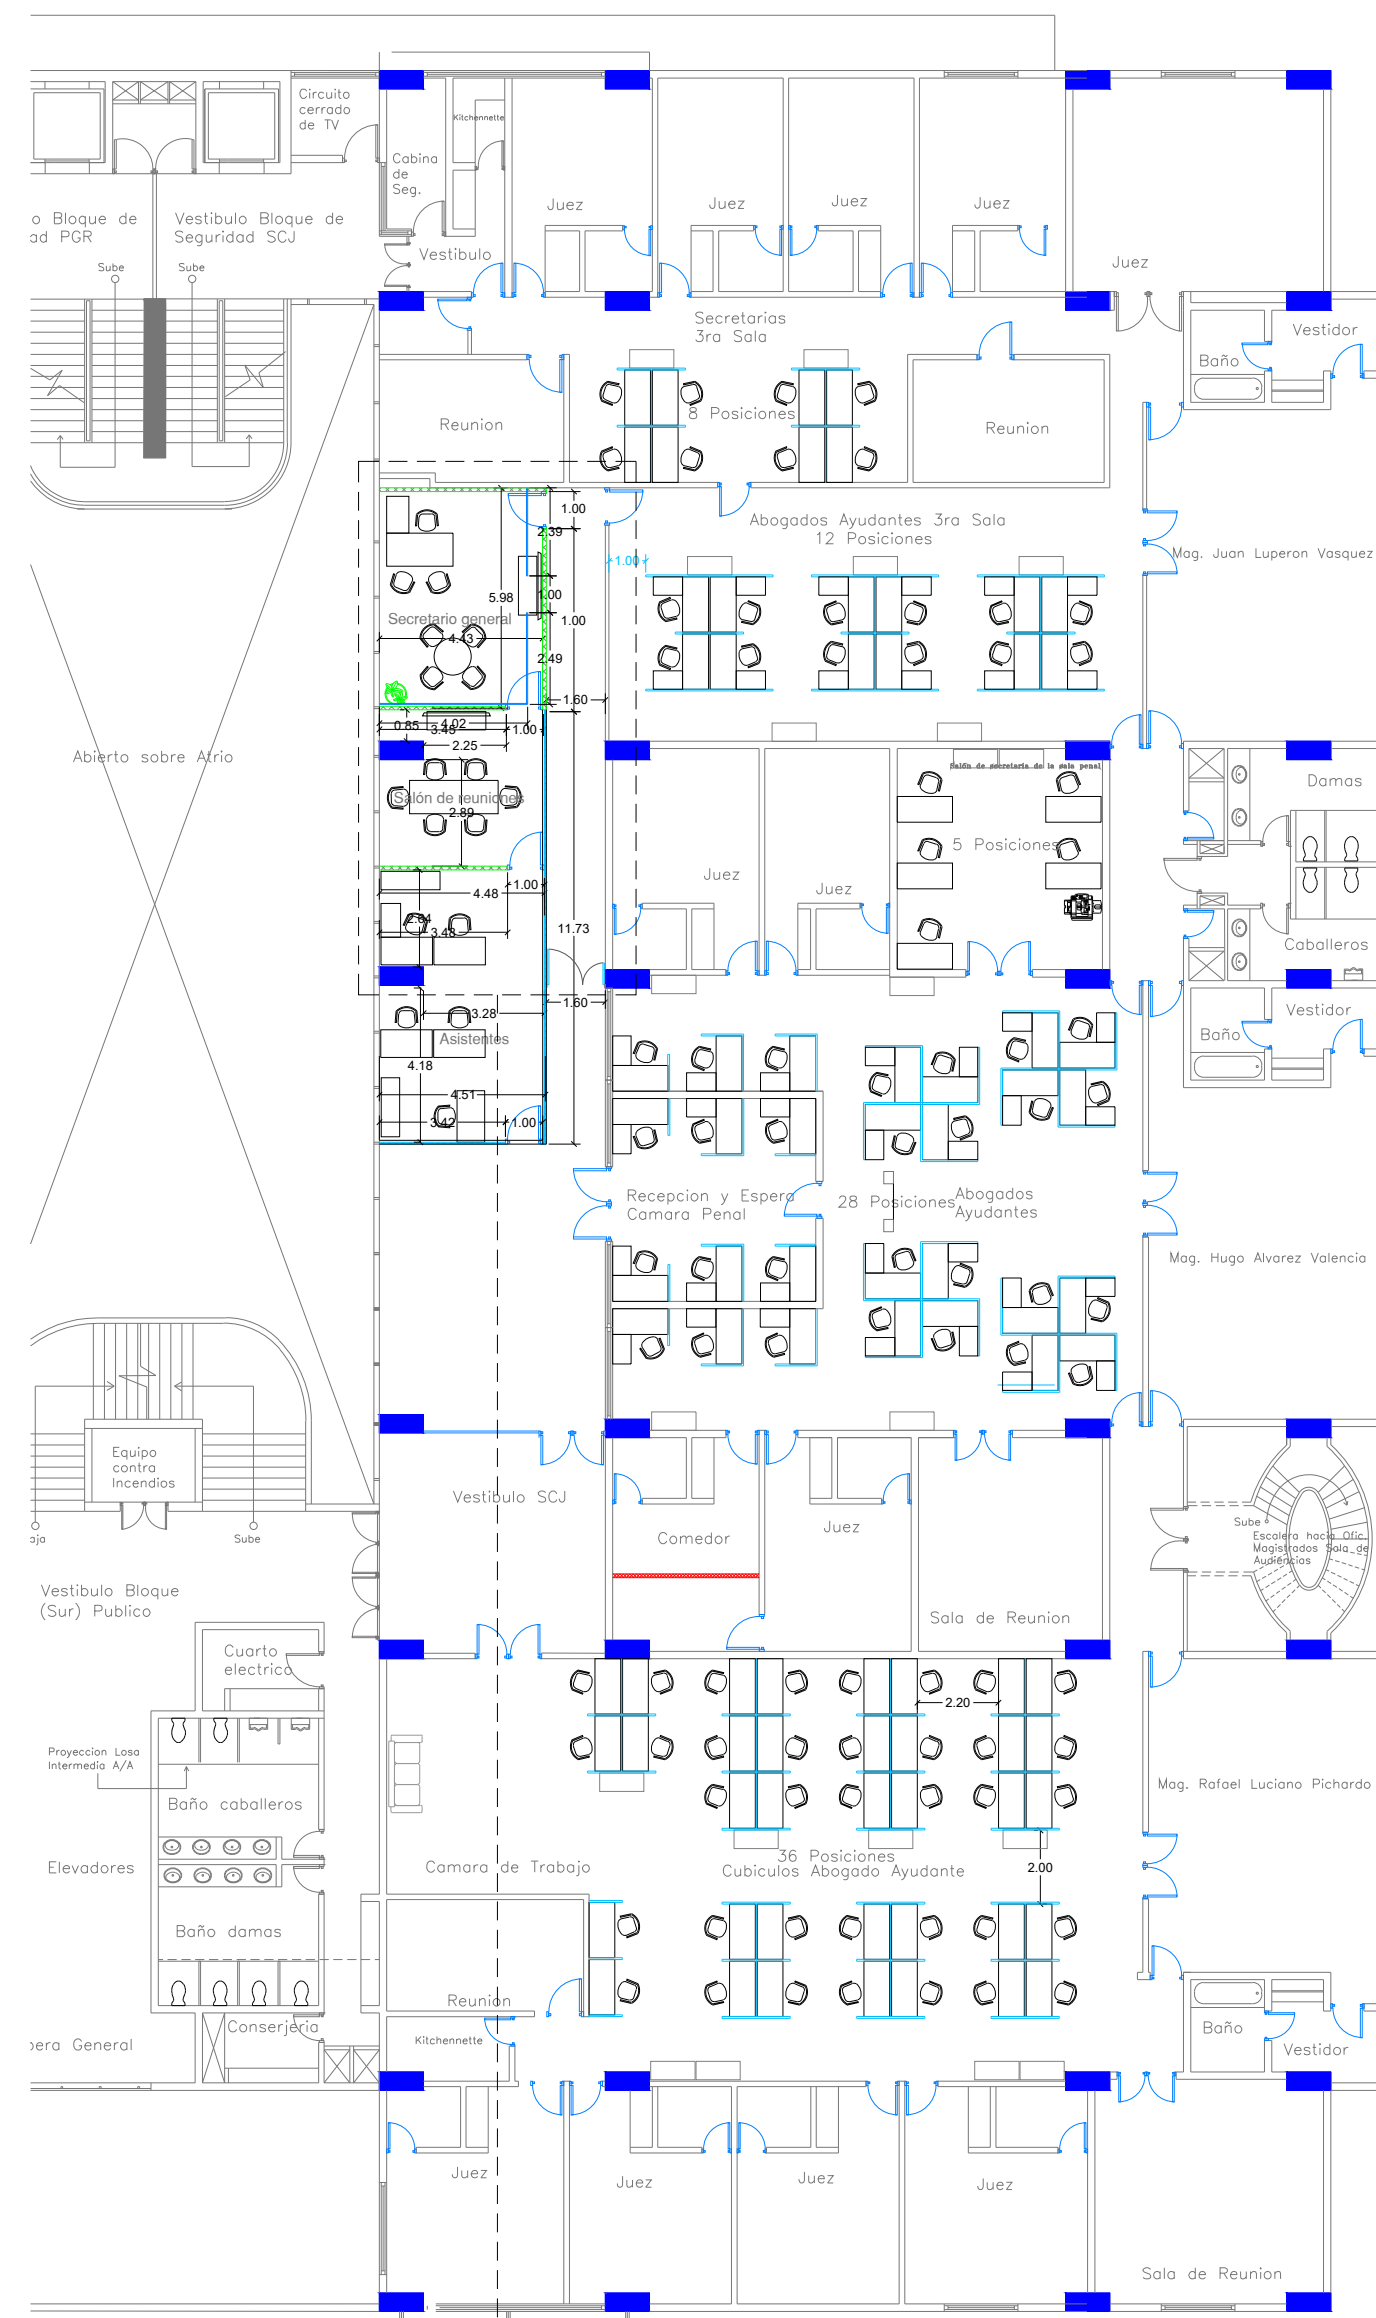 Circuito
cerrado
de TV
Kitchennette
Cabina
de
Seg.
o Bloque de
ad PGR
Vestibulo Bloque de
Seguridad SCJ
Juez
Juez
Juez
Juez
Vestibulo
Juez
Sube
Sube
Secretarias
3ra Sala
Vestidor
Baño
Reunion
8 Posiciones
Reunion
1.00
2.39
Abogados Ayudantes 3ra Sala
12 Posiciones
Mag. Juan Luperon Vasquez
1.00
5.98
1.00
Secretario general
1.00
4.43
2.49
1.60
0.85
4.02
3.45
1.00
2.25
Abierto sobre Atrio
Salón de secretaria de la sala penal
Damas
Salón de reuniones
2.89
5 Posiciones
Juez
Juez
1.00
4.48
2.64
3.48
11.73
Caballeros
1.60
3.28
Vestidor
Baño
Asistentes
4.18
4.51
3.42
1.00
Recepcion y Espera
Camara Penal
28 Posiciones
Abogados
Ayudantes
Mag. Hugo Alvarez Valencia
Equipo
contra
Incendios
Vestibulo SCJ
Comedor
Juez
aja
Sube
Sube
Escalera hacia Ofic.
Magistrados Sala de
Audiencias
Vestibulo Bloque
(Sur) Publico
Sala de Reunion
Cuarto
electrico
2.20
Proyeccion Losa
Intermedia A/A
Mag. Rafael Luciano Pichardo
Baño caballeros
Elevadores
Camara de Trabajo
36 Posiciones
Cubiculos Abogado Ayudante
2.00
Baño damas
Reunion
Conserjeria
pera General
Kitchennette
Baño
Vestidor
Juez
Juez
Juez
Juez
Sala de Reunion